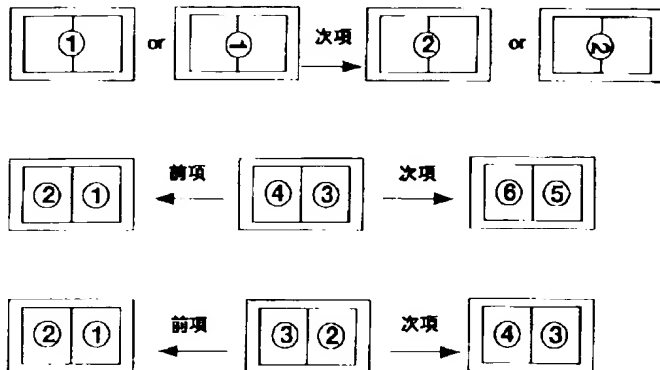 ① or 1 次項 ② or 2
② ① 前項 ④ ③ 次項 ⑥ ⑤
② ① 前項 ③ ② 次項 ④ ③